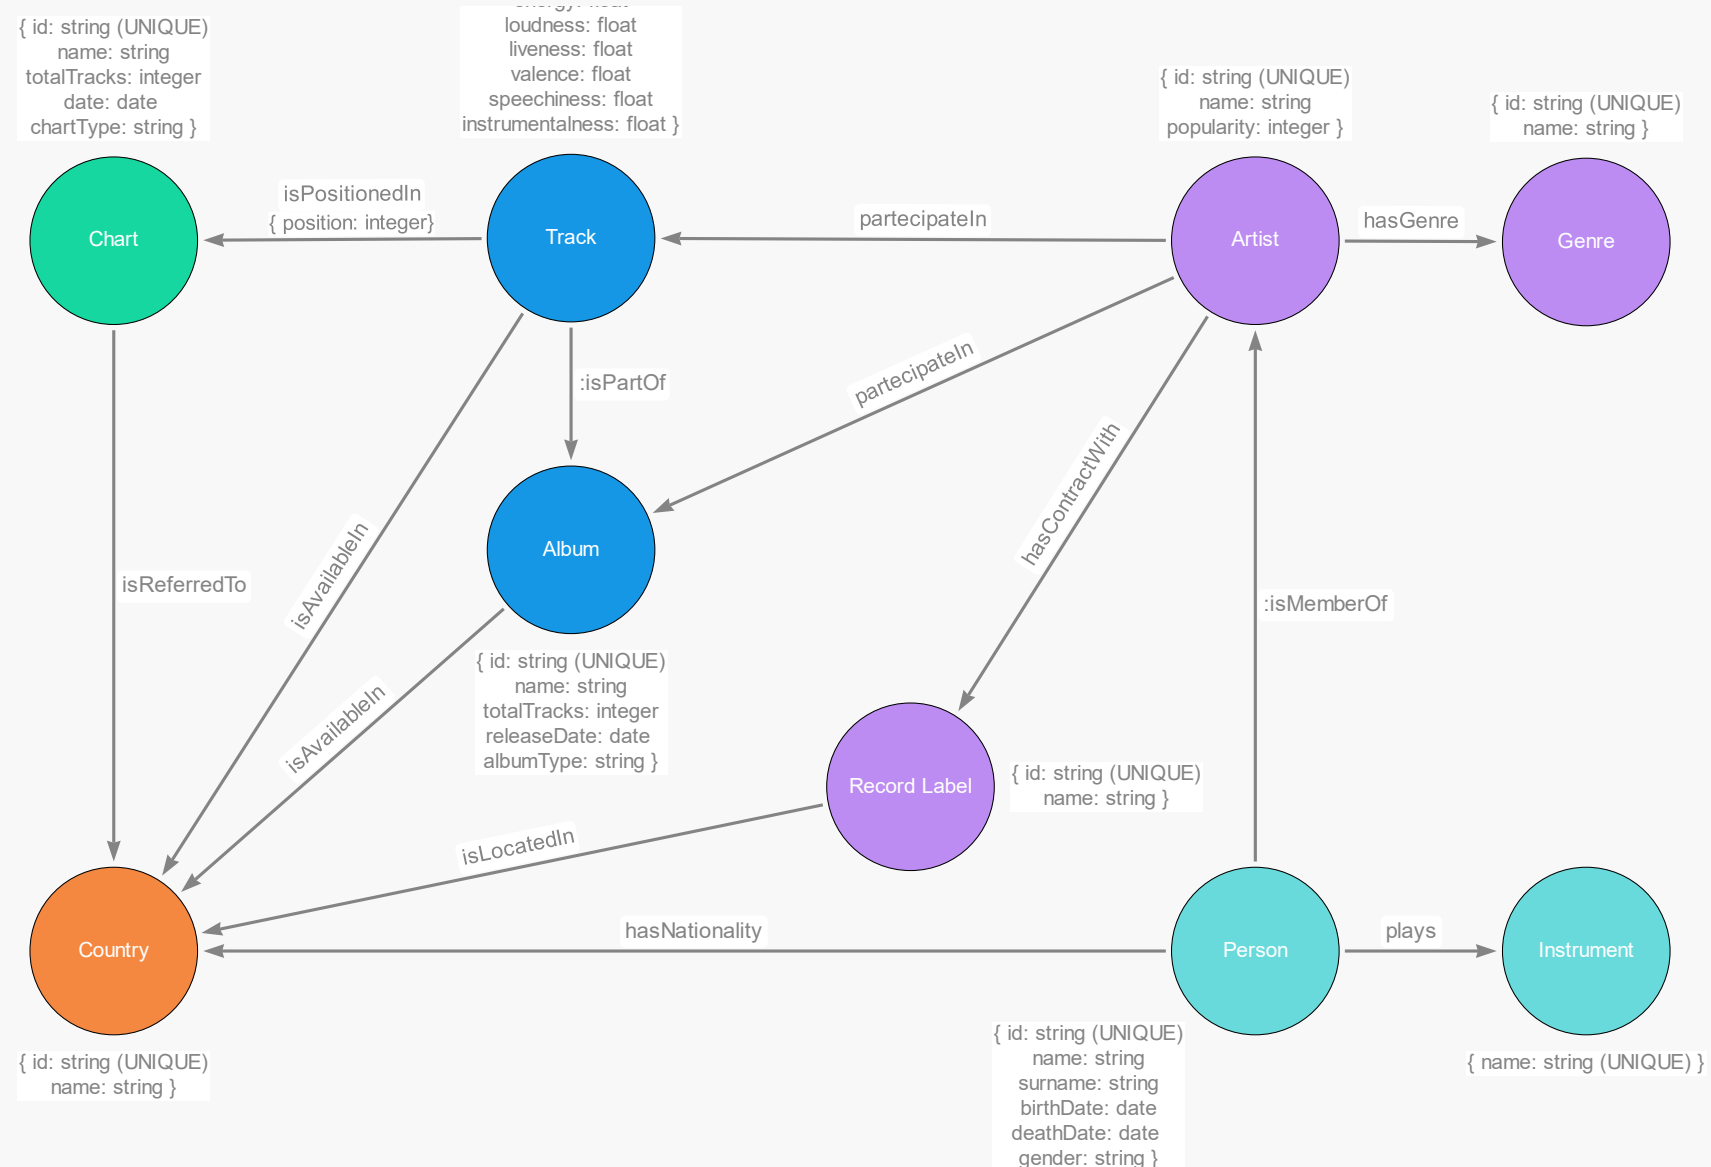 { id: string (UNIQUE)
name: string
totalTracks: integer
date: date
chartType: string }
loudness: float
liveness: float
valence: float
speechiness: float
instrumentalness: float }
{ id: string (UNIQUE)
name: string
popularity: integer }
{ id: string (UNIQUE)
name: string }
Chart
isPositionedIn
{ position: integer}
Track
partecipateIn
Artist
hasGenre
Genre
:isPartOf
partecipateIn
hasContractWith
isReferredTo
isAvailableIn
Album
:isMemberOf
{ id: string (UNIQUE)
name: string
totalTracks: integer
releaseDate: date
albumType: string }
isAvailableIn
Record Label
{ id: string (UNIQUE)
name: string }
isLocatedIn
hasNationality
plays
Country
Person
Instrument
{ id: string (UNIQUE)
name: string }
{ id: string (UNIQUE)
name: string
surname: string
birthDate: date
deathDate: date
gender: string }
{ name: string (UNIQUE) }